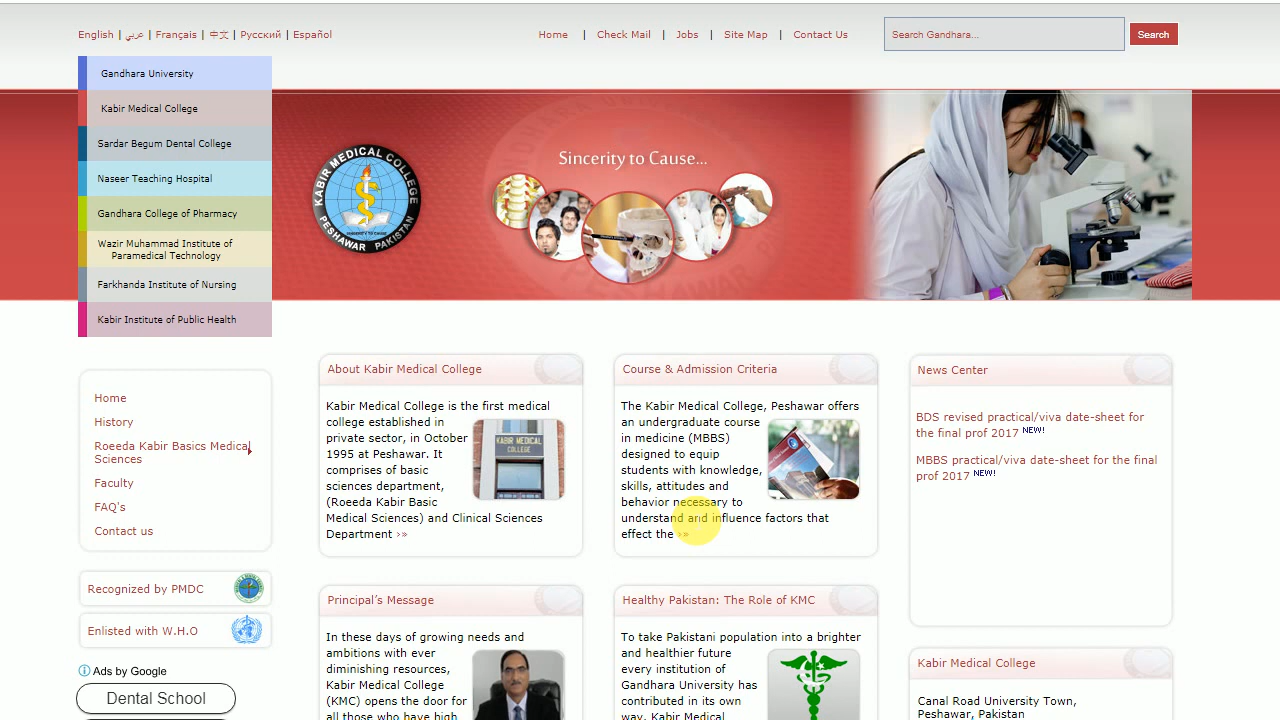 English | عربي | Français | 中文 | Русский | Español
Home | Check Mail | Jobs | Site Map | Contact Us
Search Gandhara...
Search
Gandhara University
Kabir Medical College
Sardar Begum Dental College
Naseer Teaching Hospital
Gandhara College of Pharmacy
Wazir Muhammad Institute of
Paramedical Technology
Farkhanda Institute of Nursing
Kabir Institute of Public Health
KABIR MEDICAL COLLEGE
PESHAWAR PAKISTAN
Sincerity to Cause...
Home
History
Roeeda Kabir Basics Medical
Sciences
Faculty
FAQ's
Contact us
Recognized by PMDC
Enlisted with W.H.O
Ads by Google
Dental School
About Kabir Medical College
Kabir Medical College is the first medical
college established in
private sector, in October
1995 at Peshawar. It
comprises of basic
sciences department,
(Roeeda Kabir Basic
Medical Sciences) and Clinical Sciences
Department ›»
KABIR MEDICAL
COLLEGE
Course & Admission Criteria
The Kabir Medical College, Peshawar offers
an undergraduate course
in medicine (MBBS)
designed to equip
students with knowledge,
skills, attitudes and
behavior necessary to
understand and influence factors that
effect the ›»
News Center
BDS revised practical/viva date-sheet for
the final prof 2017 NEW!
MBBS practical/viva date-sheet for the final
prof 2017 NEW!
Principal's Message
In these days of growing needs and
ambitions with ever
diminishing resources,
Kabir Medical College
(KMC) opens the door for
all those who have high
Healthy Pakistan: The Role of KMC
To take Pakistani population into a brighter
and healthier future
every institution of
Gandhara University has
contributed in its own
way. Kabir Medical
Kabir Medical College
Canal Road University Town,
Peshawar, Pakistan